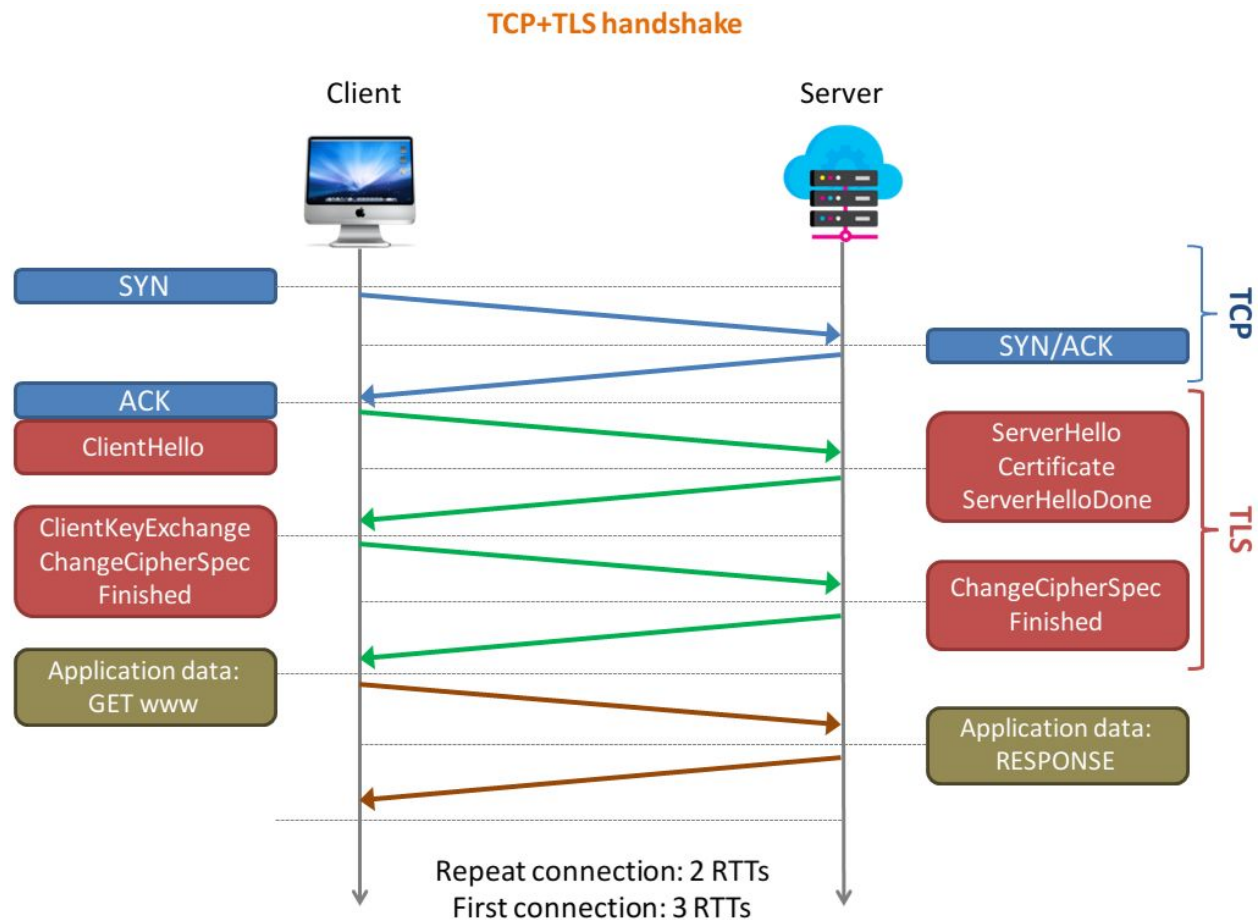 TCP+TLS handshake
Client
Server
SYN
SYN/ACK
TCP
ACK
ClientHello
ServerHello
Certificate
ServerHelloDone
TLS
ClientKeyExchange
ChangeCipherSpec
Finished
ChangeCipherSpec
Finished
Application data:
GET www
Application data:
RESPONSE
Repeat connection: 2 RTTs
First connection: 3 RTTs